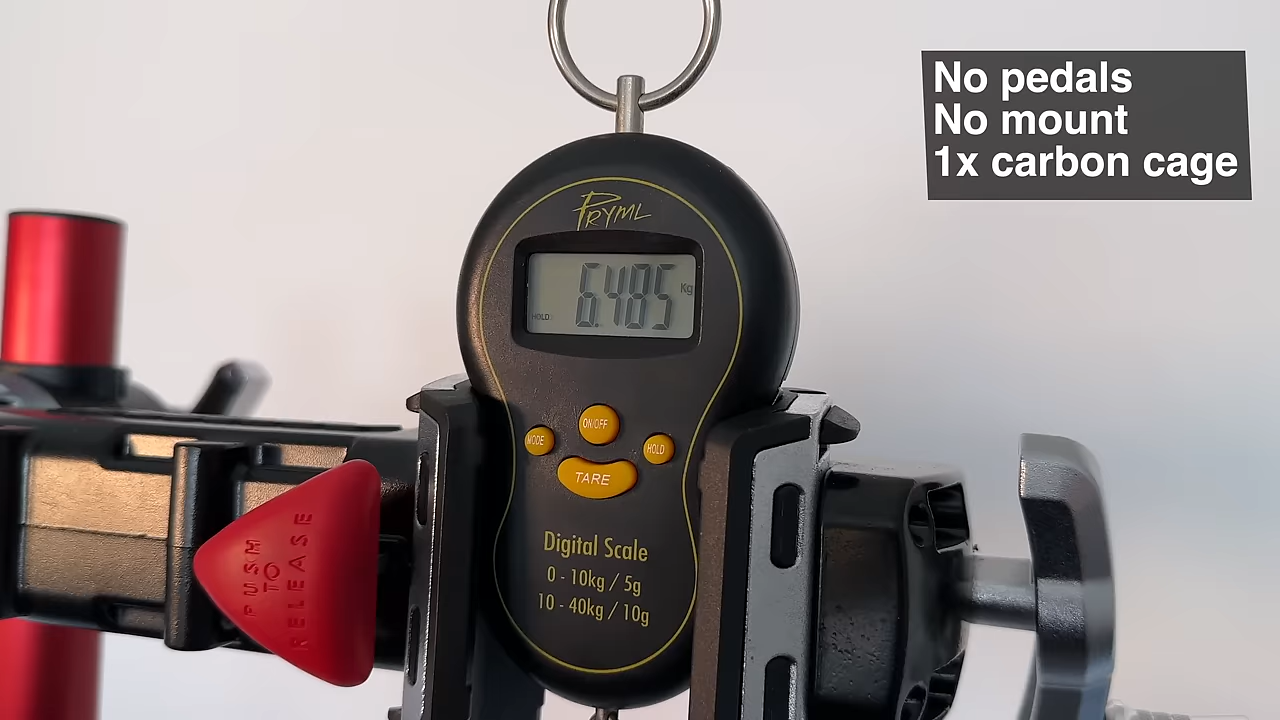 No pedals
No mount
1x carbon cage
PRYML
6.485 Kg
HOLD
ON/OFF
MODE
HOLD
TARE
Digital Scale
0 - 10kg / 5g
10 - 40kg / 10g
PUSH
TO
RELEASE